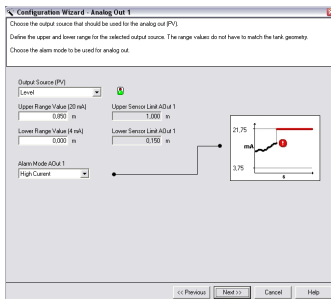 Configuration Wizard - Analog Out 1
Choose the output source that should be used for the analog out (PV).
Define the upper and lower range for the selected output source. The range values do not have to match the tank geometry.
Choose the alarm mode to be used for analog out.
Output Source (PV)
Level
Upper Range Value (20 mA) Upper Sensor Limit AOut 1
0,850 m 1,000 m
Lower Range Value (4 mA) Lower Sensor Limit AOut 1
0,000 m 0,150 m
Alarm Mode AOut 1
High Current
21,75
mA
3,75
s
<< Previous Next >> Cancel Help